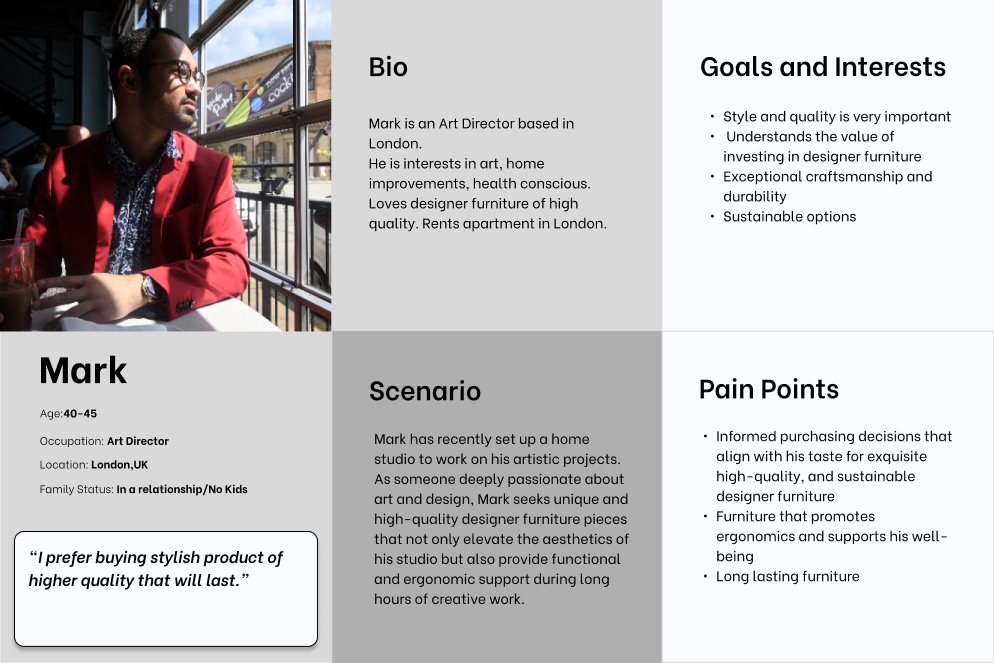 Bio
Mark is an Art Director based in
London.
He is interests in art, home
improvements, health conscious.
Loves designer furniture of high
quality. Rents apartment in London.
Goals and Interests
• Style and quality is very important
• Understands the value of
investing in designer furniture
• Exceptional craftsmanship and
durability
• Sustainable options
Mark
Age:40-45
Occupation: Art Director
Location: London,UK
Family Status: In a relationship/No Kids
“I prefer buying stylish product of
higher quality that will last.”
Scenario
Mark has recently set up a home
studio to work on his artistic projects.
As someone deeply passionate about
art and design, Mark seeks unique and
high-quality designer furniture pieces
that not only elevate the aesthetics of
his studio but also provide functional
and ergonomic support during long
hours of creative work.
Pain Points
• Informed purchasing decisions that
align with his taste for exquisite
high-quality, and sustainable
designer furniture
• Furniture that promotes
ergonomics and supports his well-
being
• Long lasting furniture